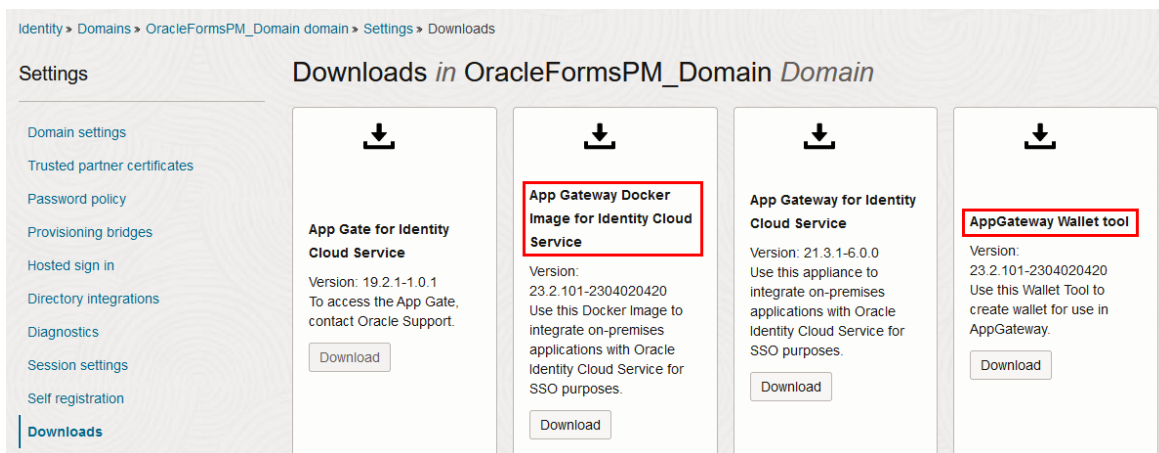 Identity » Domains » OracleFormsPM_Domain domain » Settings » Downloads
Settings
Domain settings
Trusted partner certificates
Password policy
Provisioning bridges
Hosted sign in
Directory integrations
Diagnostics
Session settings
Self registration
Downloads
Downloads in OracleFormsPM_Domain Domain
App Gate for Identity
Cloud Service
Version: 19.2.1-1.0.1
To access the App Gate,
contact Oracle Support.
Download
App Gateway Docker
Image for Identity Cloud
Service
Version:
23.2.101-2304020420
Use this Docker Image to
integrate on-premises
applications with Oracle
Identity Cloud Service for
SSO purposes.
Download
App Gateway for Identity
Cloud Service
Version: 21.3.1-6.0.0
Use this appliance to
integrate on-premises
applications with Oracle
Identity Cloud Service for
SSO purposes.
Download
AppGateway Wallet tool
Version:
23.2.101-2304020420
Use this Wallet Tool to
create wallet for use in
AppGateway.
Download